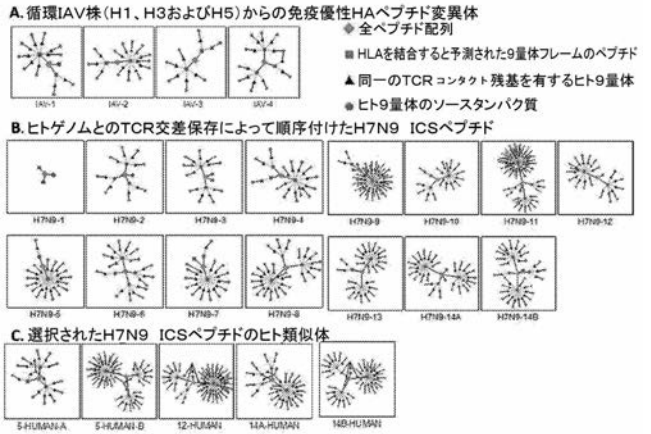 A. 循環IAV株(H1、H3およびH5)からの免疫優性HAペプチド変異体
全ペプチド配列
HLAを結合すると予測された9量体フレームのペプチド
同一のTCRコンタクト残基を有するヒト9量体
ヒト9量体のソースタンパク質
IAV-1 IAV-2 IAV-3 IAV-4
B. ヒトゲノムとのTCR交差保存によって順序付けたH7N9 ICSペプチド
H7N9-1 H7N9-2 H7N9-3 H7N9-4 H7N9-9 H7N9-10 H7N9-11 H7N9-12
H7N9-5 H7N9-6 H7N9-7 H7N9-8 H7N9-13 H7N9-14A H7N9-14B
C. 選択されたH7N9 ICSペプチドのヒト類似体
5-HUMAN-A 5-HUMAN-B 12-HUMAN 14A-HUMAN 14B-HUMAN